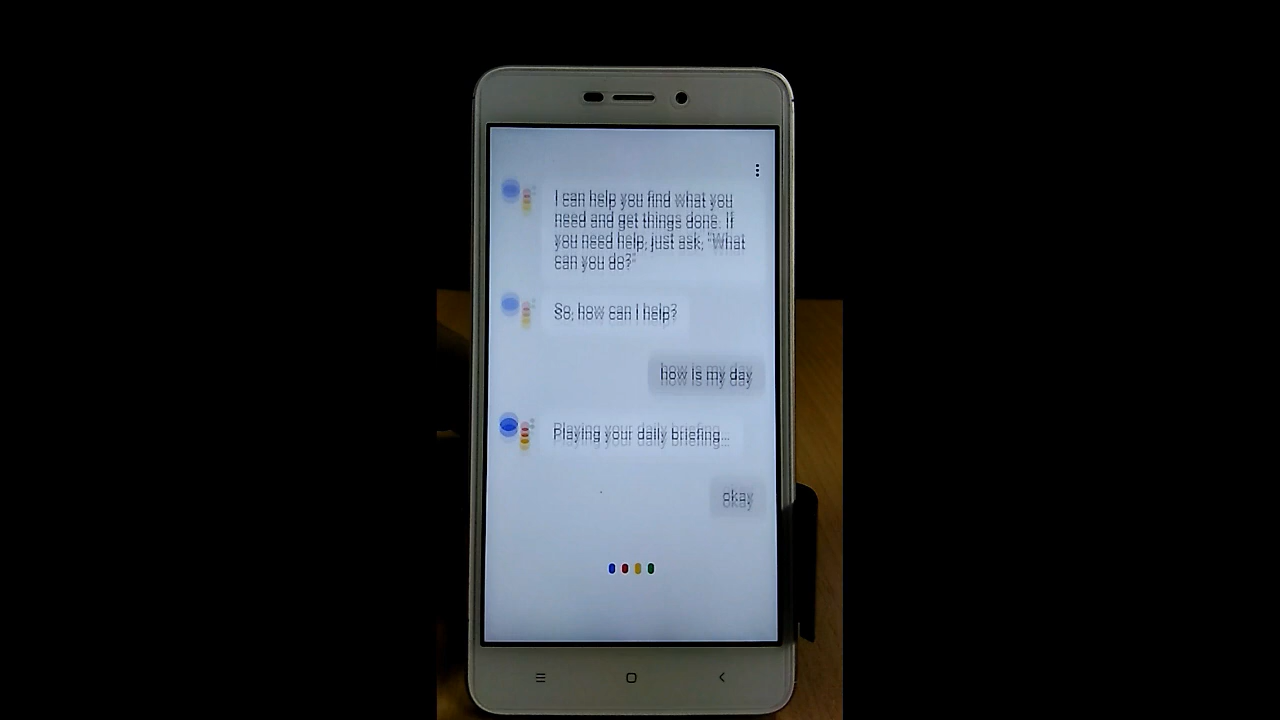 I can help you find what you
need and get things done. If
you need help, just ask, "What
can you do?"
So, how can I help?
how is my day
Playing your daily briefing...
okay